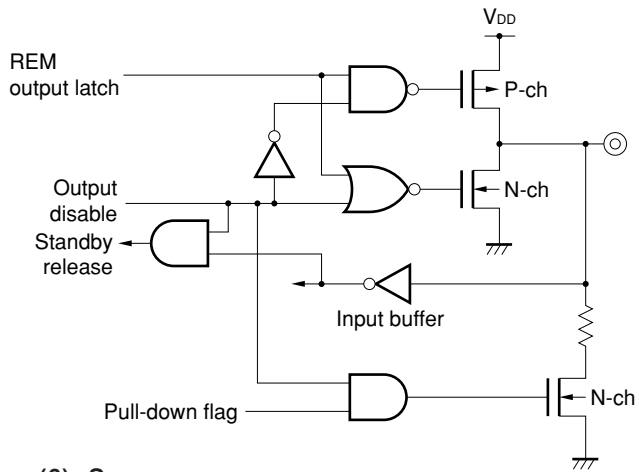 VDD
REM
output latch
P-ch
Output
disable
N-ch
Standby
release
Input buffer
N-ch
Pull-down flag